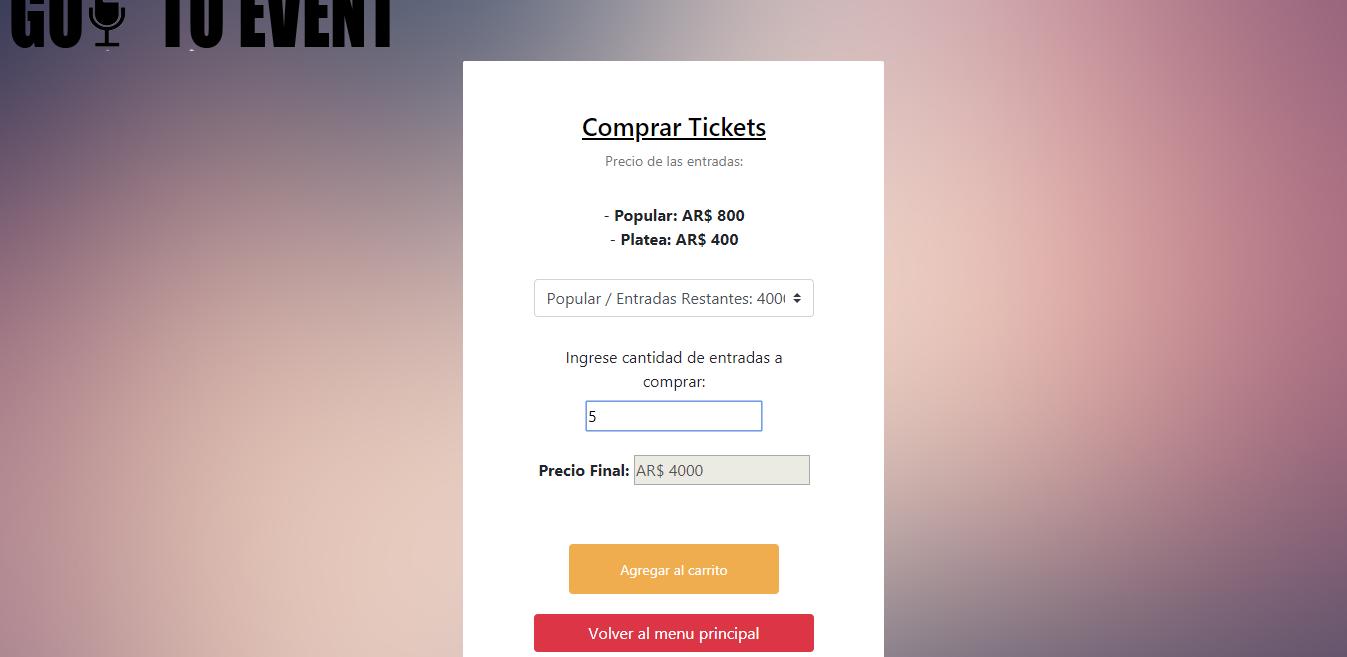 GO TO EVENT
Comprar Tickets
Precio de las entradas:
- Popular: AR$ 800
- Platea: AR$ 400
Popular / Entradas Restantes: 400
Ingrese cantidad de entradas a
comprar:
5
Precio Final: AR$ 4000
Agregar al carrito
Volver al menu principal